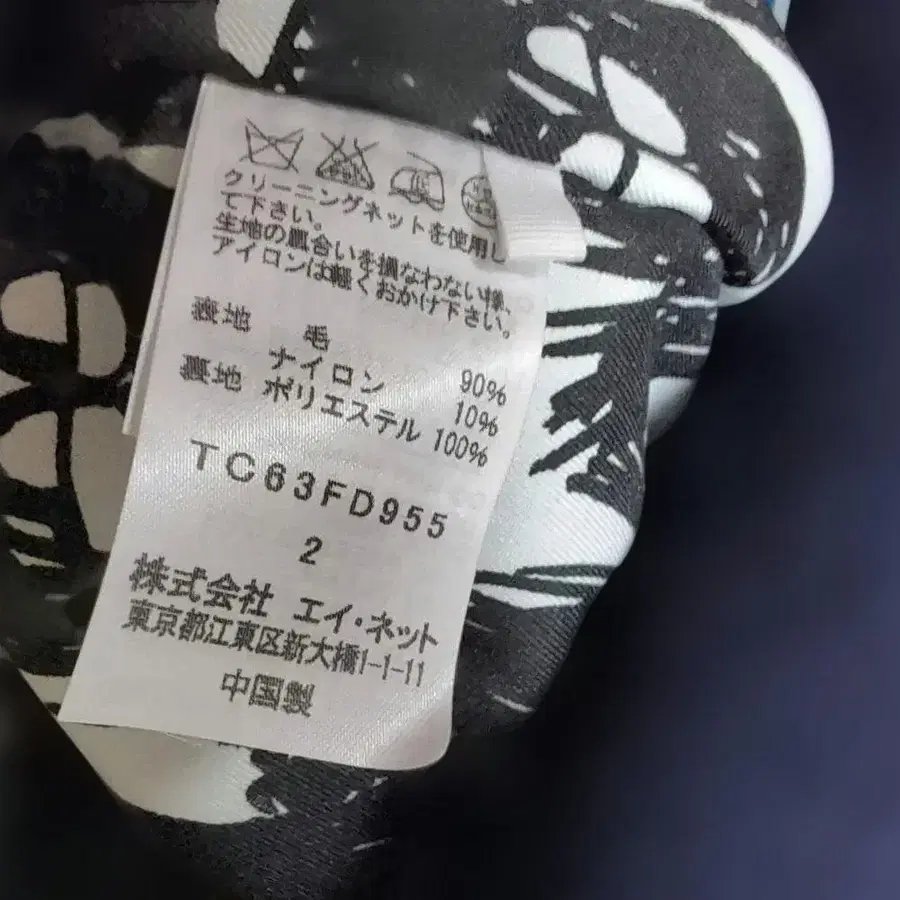 クリーニングネットを使用し
て下さい。
生地の風合いを損なわない様、
アイロンは軽くおかけ下さい。
表地 毛 90%
ナイロン 10%
裏地 ポリエステル 100%
TC63FD955
2
株式会社 エイ・ネット
東京都江東区新大橋1-1-11
中国製